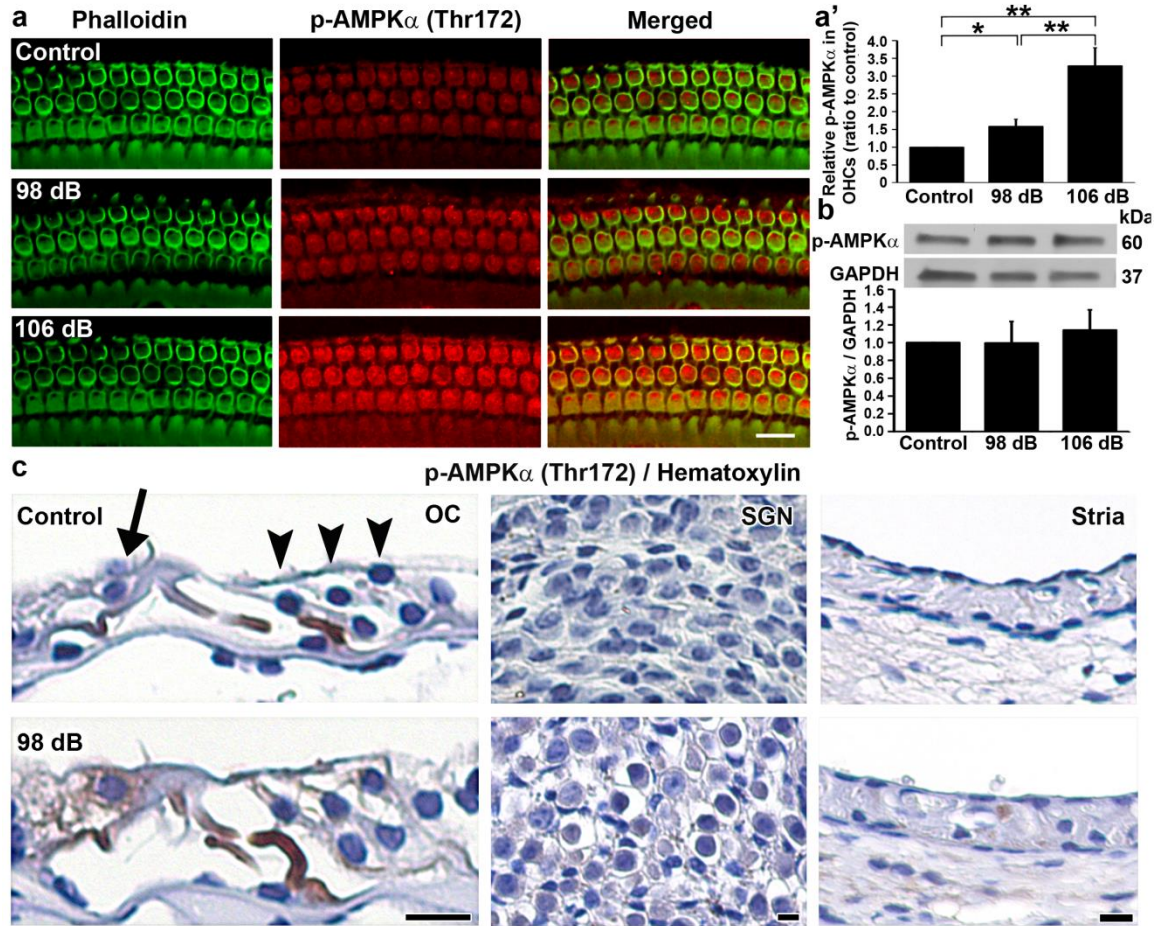 a
Phalloidin
p-AMPKα (Thr172)
Merged
Control
98 dB
106 dB
a'
**
* **
Relative p-AMPKα in
OHCs (ratio to control)
4.0
3.5
3.0
2.5
2.0
1.5
1.0
0.5
0
Control 98 dB 106 dB
b
kDa
p-AMPKα 60
GAPDH 37
p-AMPKα / GAPDH
1.6
1.4
1.2
1.0
0.8
0.6
0.4
0.2
0.0
Control 98 dB 106 dB
c
p-AMPKα (Thr172) / Hematoxylin
Control OC
SGN
Stria
98 dB